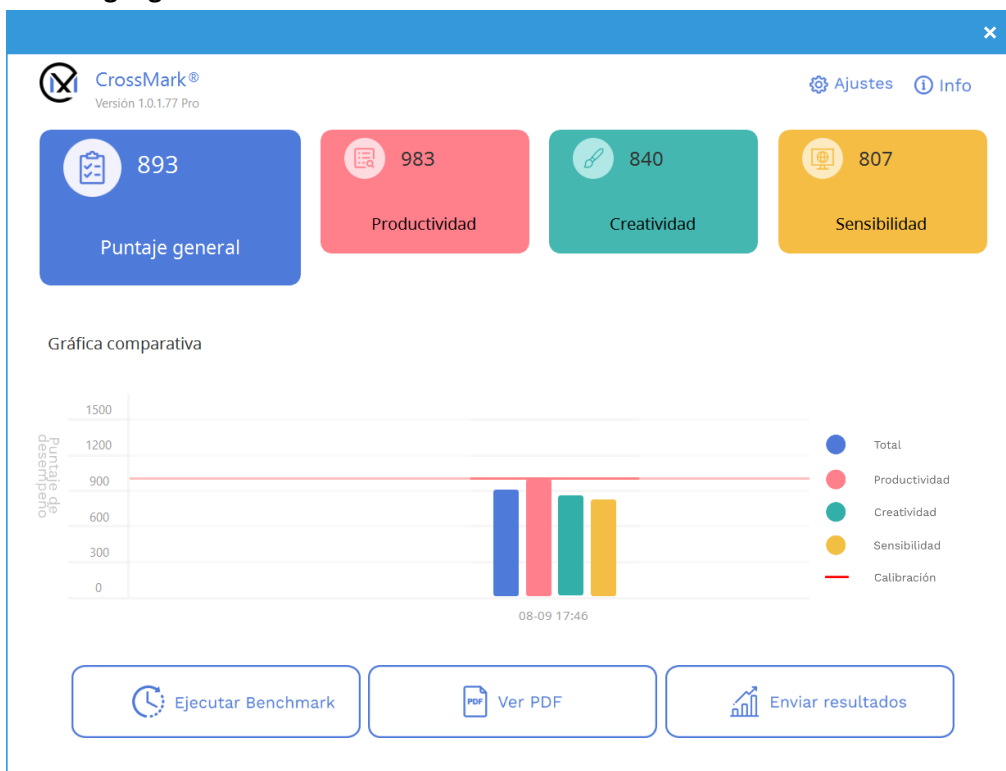 ×
CrossMark®
Versión 1.0.1.77 Pro
Ajustes
Info
893
Puntaje general
983
Productividad
840
Creatividad
807
Sensibilidad
Gráfica comparativa
Puntaje de
desempeño
1500
1200
900
600
300
0
08-09 17:46
Total
Productividad
Creatividad
Sensibilidad
Calibración
Ejecutar Benchmark
PDF
Ver PDF
Enviar resultados